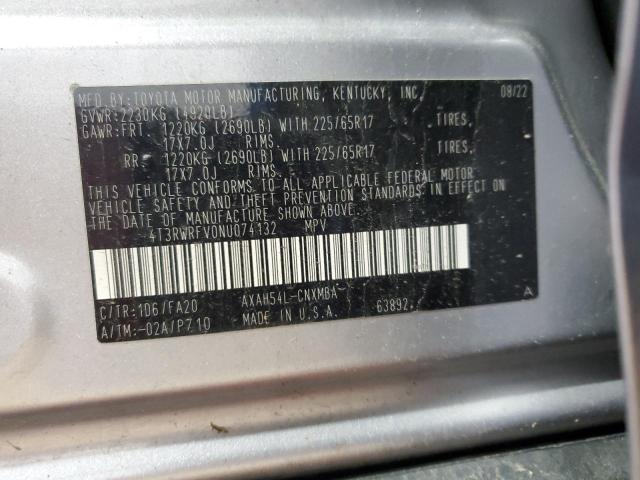 MFD. BY: TOYOTA MOTOR MANUFACTURING, KENTUCKY, INC. 08/22
GVWR: 2230KG (4920LB)
GAWR: FRT. 1220KG (2690LB) WITH 225/65R17 TIRES,
17X7.0J RIMS.
RR. 1220KG (2690LB) WITH 225/65R17 TIRES,
17X7.0J RIMS.
THIS VEHICLE CONFORMS TO ALL APPLICABLE FEDERAL MOTOR
VEHICLE SAFETY AND THEFT PREVENTION STANDARDS IN EFFECT ON
THE DATE OF MANUFACTURE SHOWN ABOVE.
4T3RWRFV0NU074132 MPV
C/TR: 1D6/FA20 AXAH54L-CNXMBA 63892 A
A/TM: -02A/P710 MADE IN U.S.A.